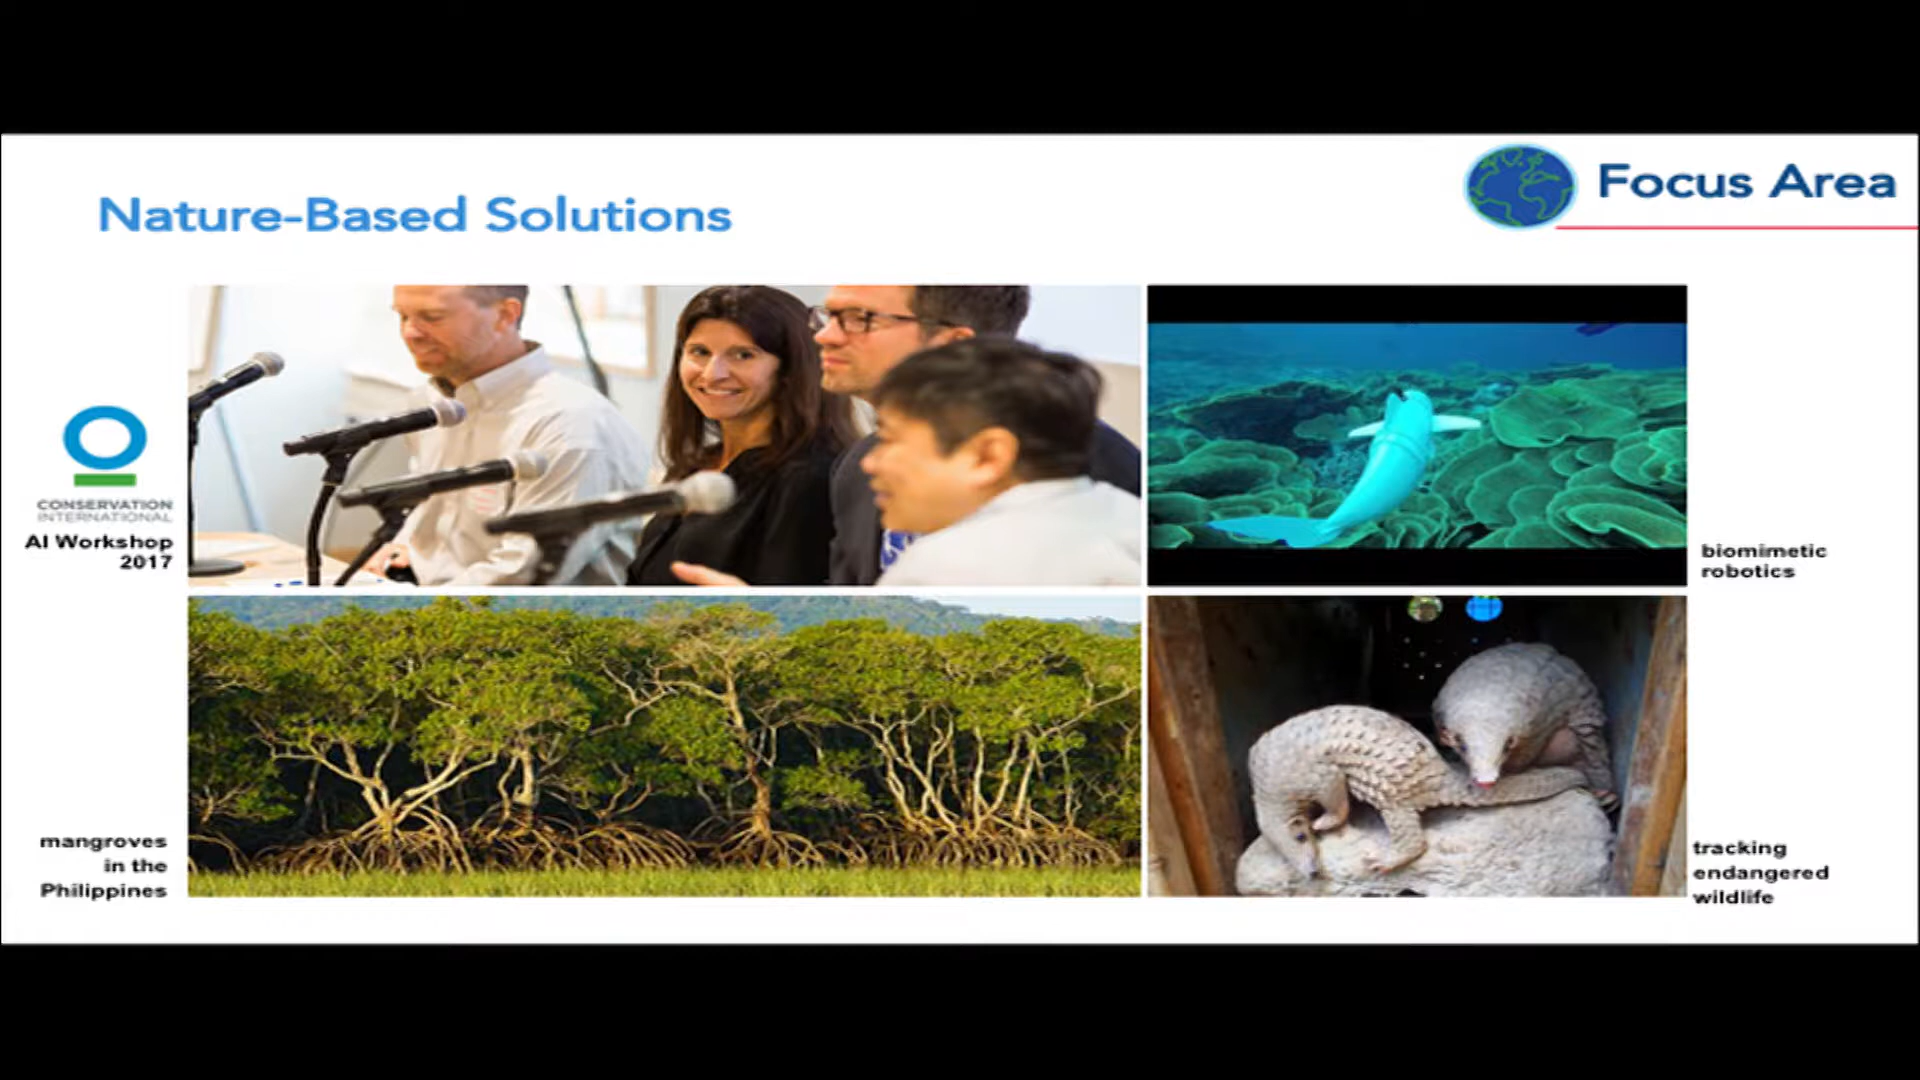 Focus Area
Nature-Based Solutions
CONSERVATION
INTERNATIONAL
AI Workshop
2017
biomimetic
robotics
mangroves
in the
Philippines
tracking
endangered
wildlife